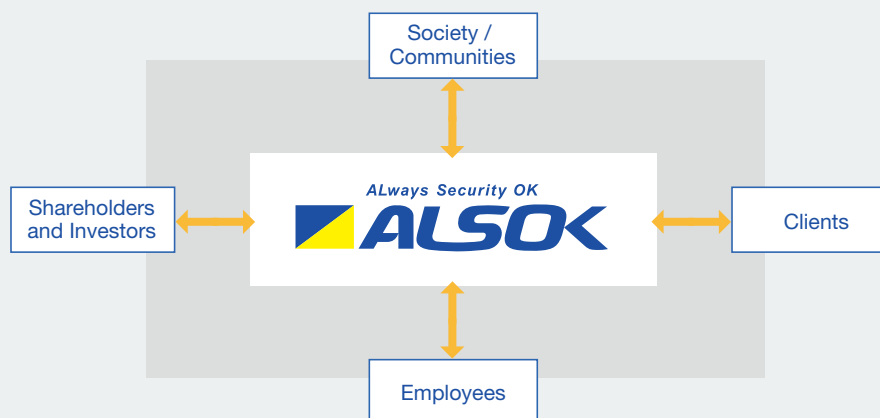 Society /
Communities
ALways Security OK
ALSOK
Shareholders
and Investors
Clients
Employees